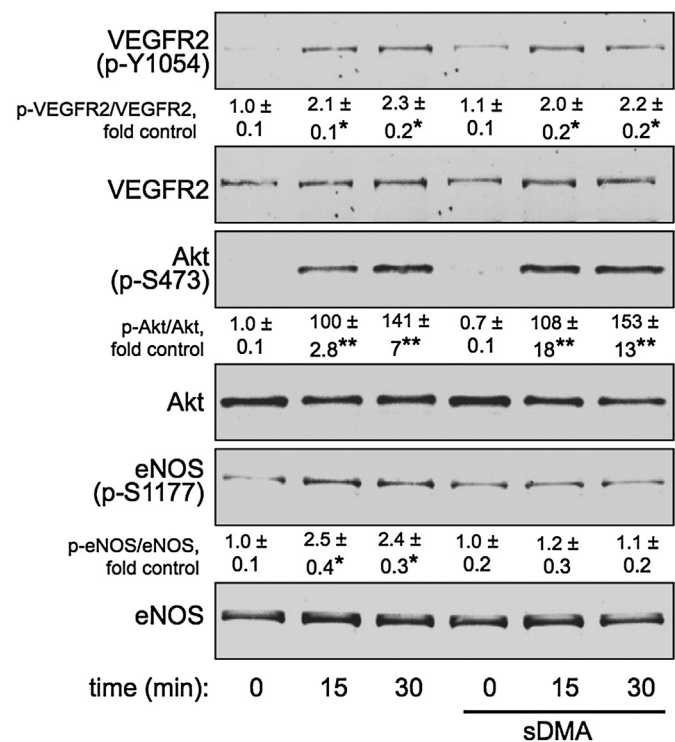 VEGFR2
(p-Y1054)
p-VEGFR2/VEGFR2, 1.0 ± 2.1 ± 2.3 ± 1.1 ± 2.0 ± 2.2 ±
fold control 0.1 0.1* 0.2* 0.1 0.2* 0.2*
VEGFR2
Akt
(p-S473)
p-Akt/Akt, 1.0 ± 100 ± 141 ± 0.7 ± 108 ± 153 ±
fold control 0.1 2.8** 7** 0.1 18** 13**
Akt
eNOS
(p-S1177)
p-eNOS/eNOS, 1.0 ± 2.5 ± 2.4 ± 1.0 ± 1.2 ± 1.1 ±
fold control 0.1 0.4* 0.3* 0.2 0.3 0.2
eNOS
time (min): 0 15 30 0 15 30
sDMA